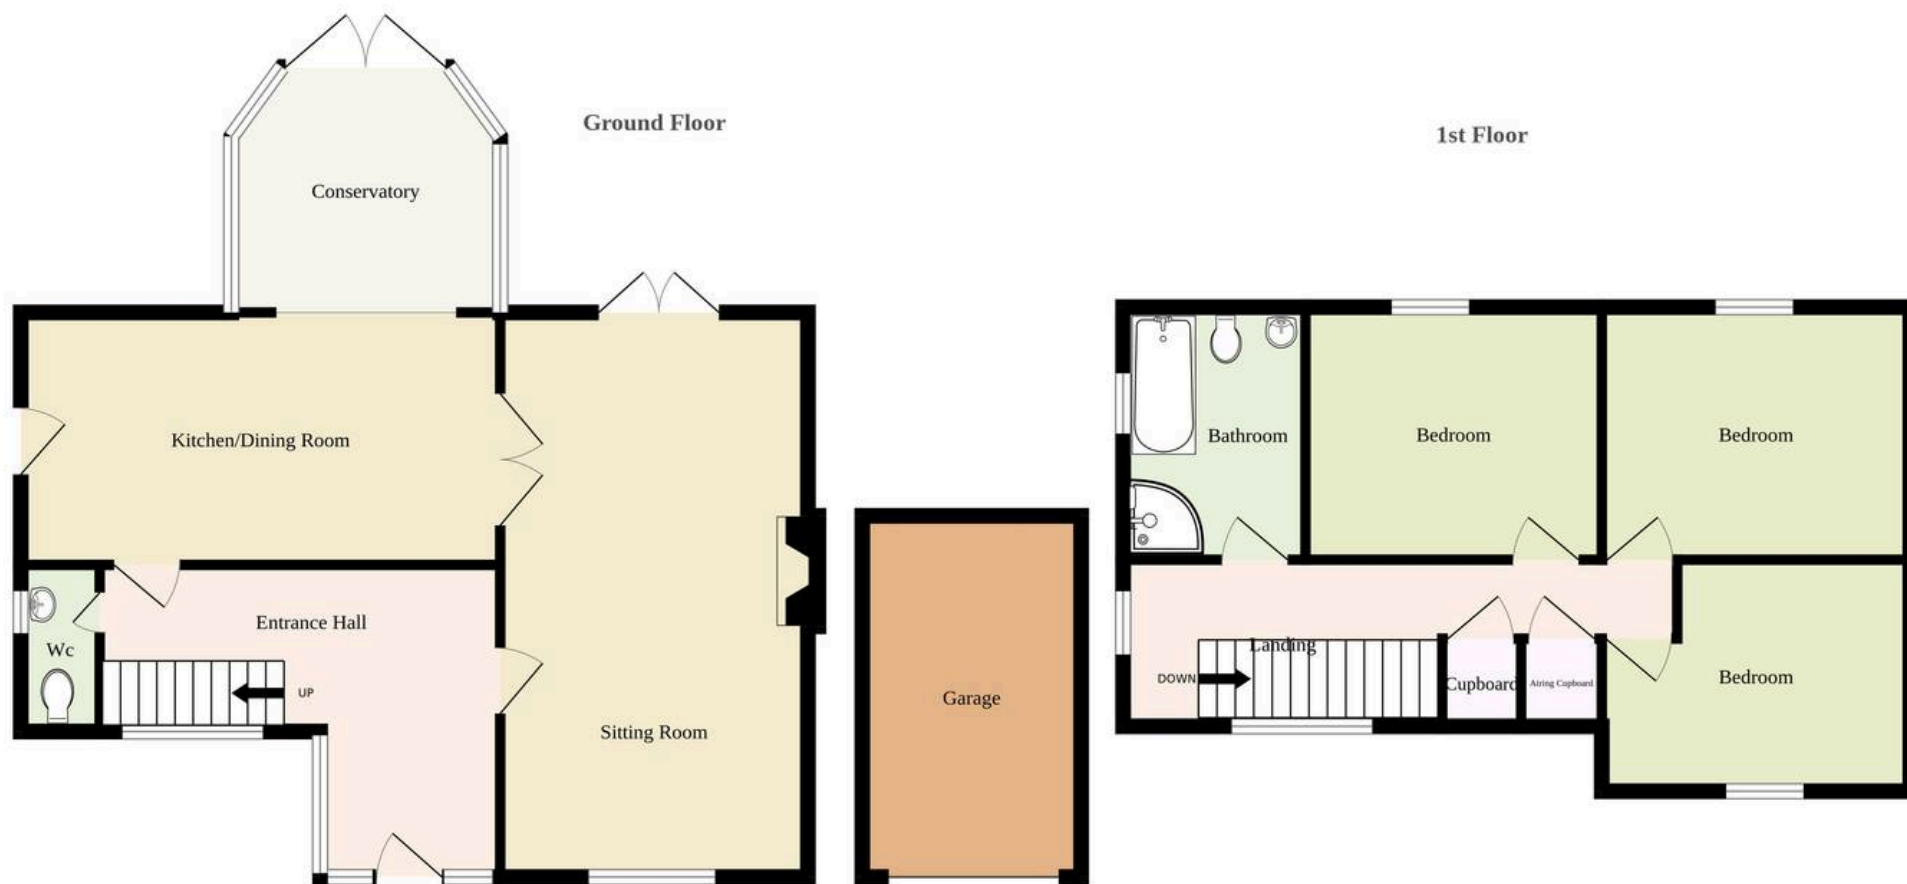 Ground Floor
1st Floor
Conservatory
Kitchen/Dining Room
Entrance Hall
Wc
UP
Sitting Room
Garage
Bathroom
Bedroom
Bedroom
Landing
DOWN
Cupboard
Airing Cupboard
Bedroom